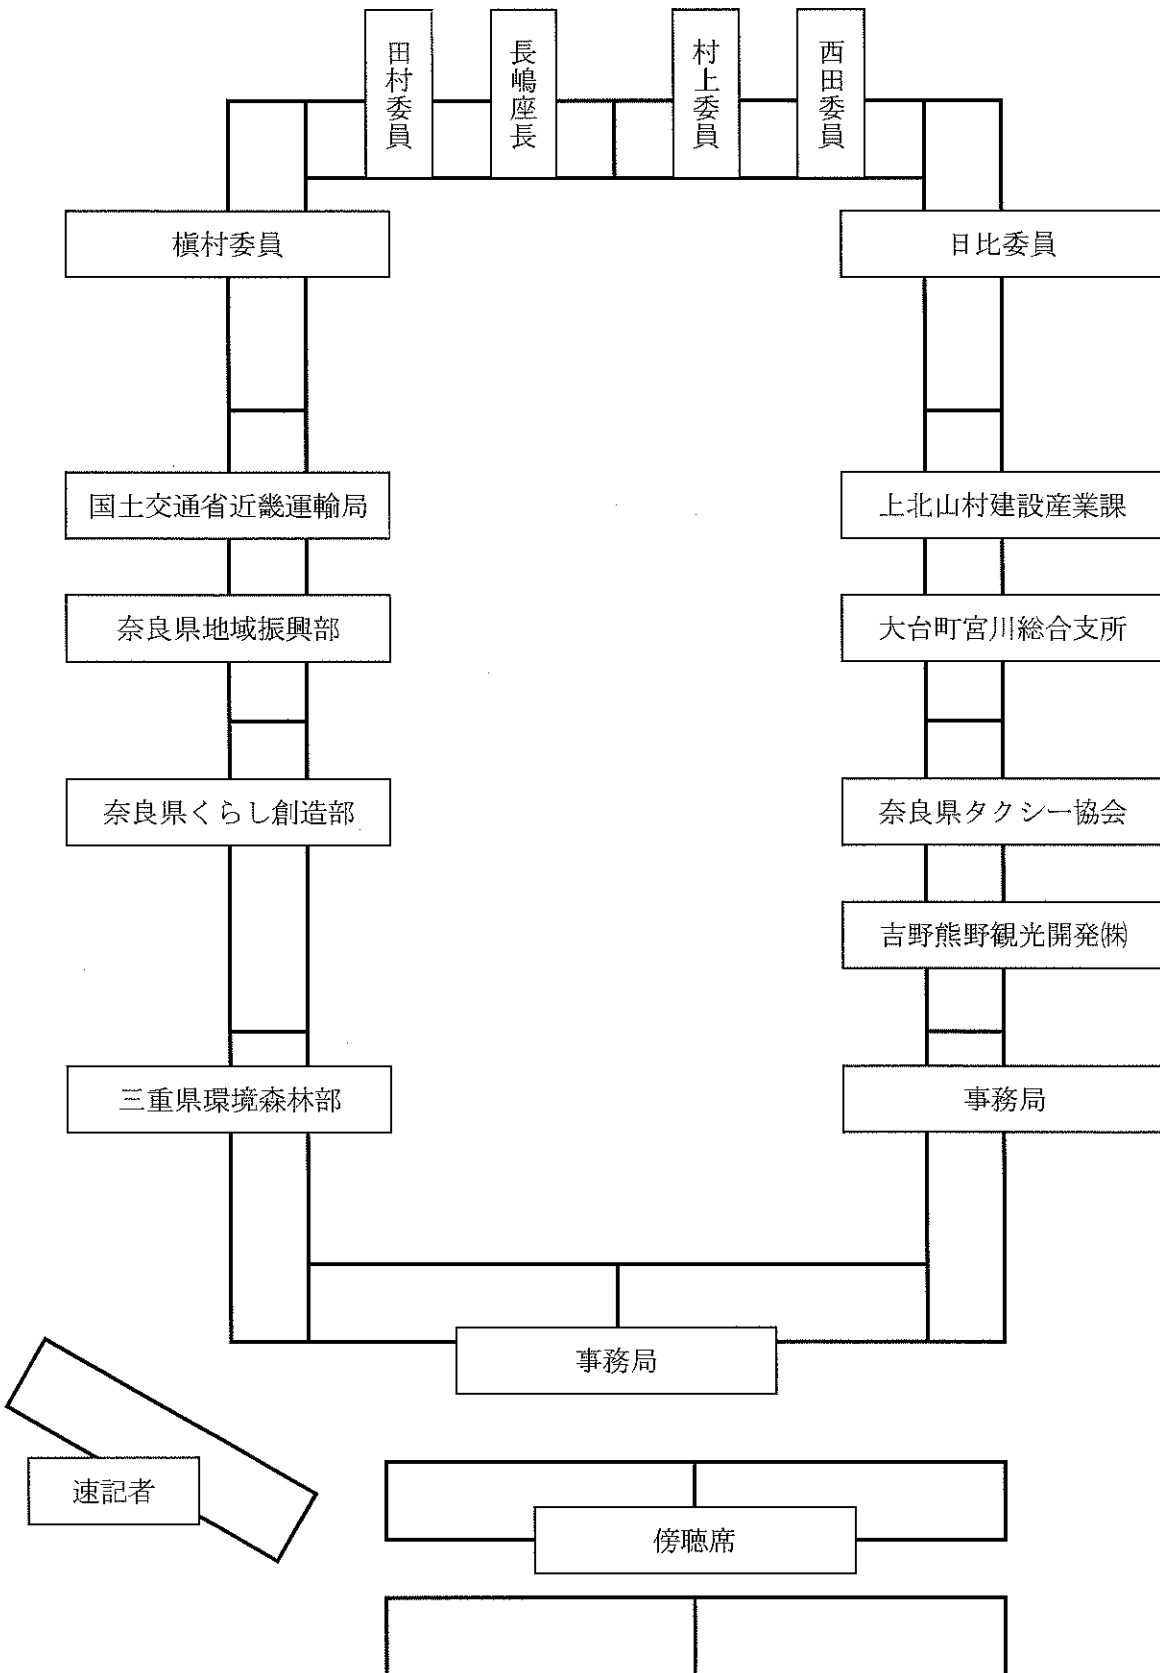 田村委員
長嶋座長
村上委員
西田委員
槇村委員
日比委員
国土交通省近畿運輸局
上北山村建設産業課
奈良県地域振興部
大台町宮川総合支所
奈良県くらし創造部
奈良県タクシー協会
吉野熊野観光開発㈱
三重県環境森林部
事務局
事務局
速記者
傍聴席